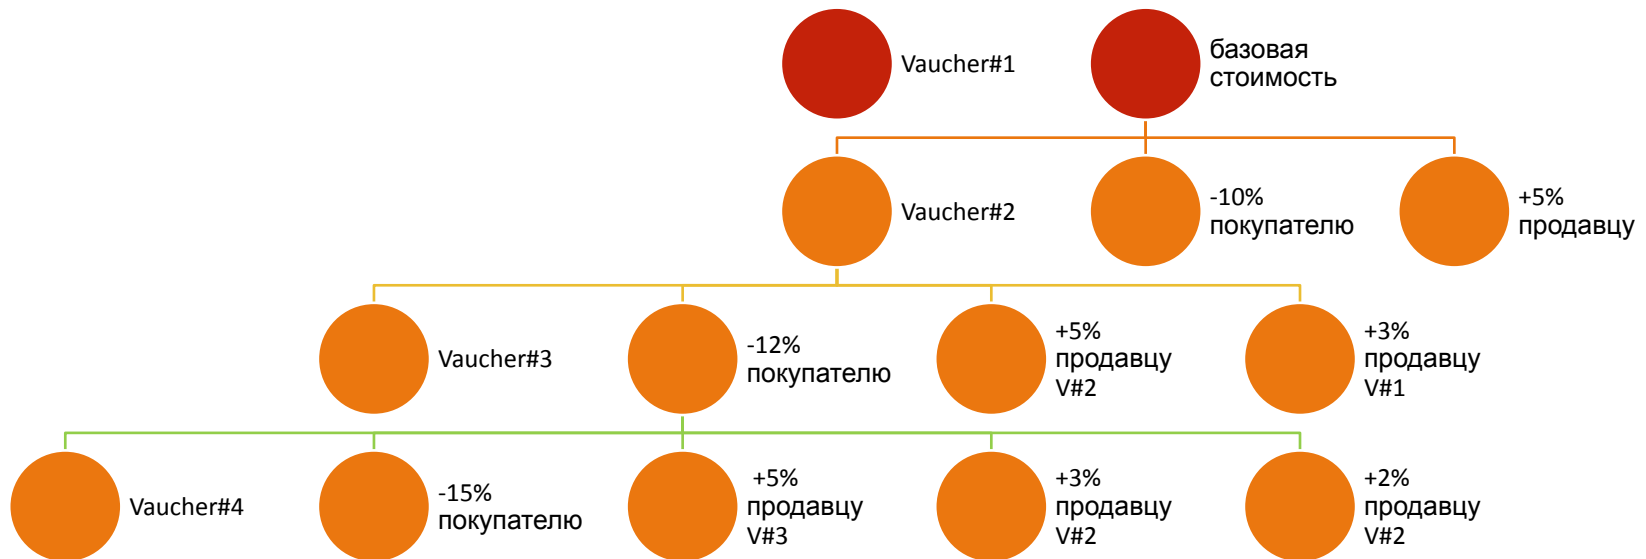 Vaucher#1
базовая
стоимость
Vaucher#2
-10%
покупателю
+5%
продавцу
Vaucher#3
-12%
покупателю
+5%
продавцу
V#2
+3%
продавцу
V#1
Vaucher#4
-15%
покупателю
+5%
продавцу
V#3
+3%
продавцу
V#2
+2%
продавцу
V#2